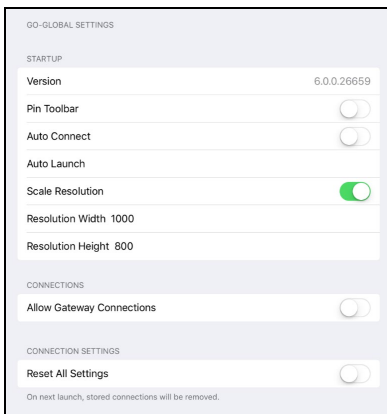 GO-GLOBAL SETTINGS
STARTUP
Version 6.0.0.26659
Pin Toolbar
Auto Connect
Auto Launch
Scale Resolution
Resolution Width 1000
Resolution Height 800
CONNECTIONS
Allow Gateway Connections
CONNECTION SETTINGS
Reset All Settings
On next launch, stored connections will be removed.